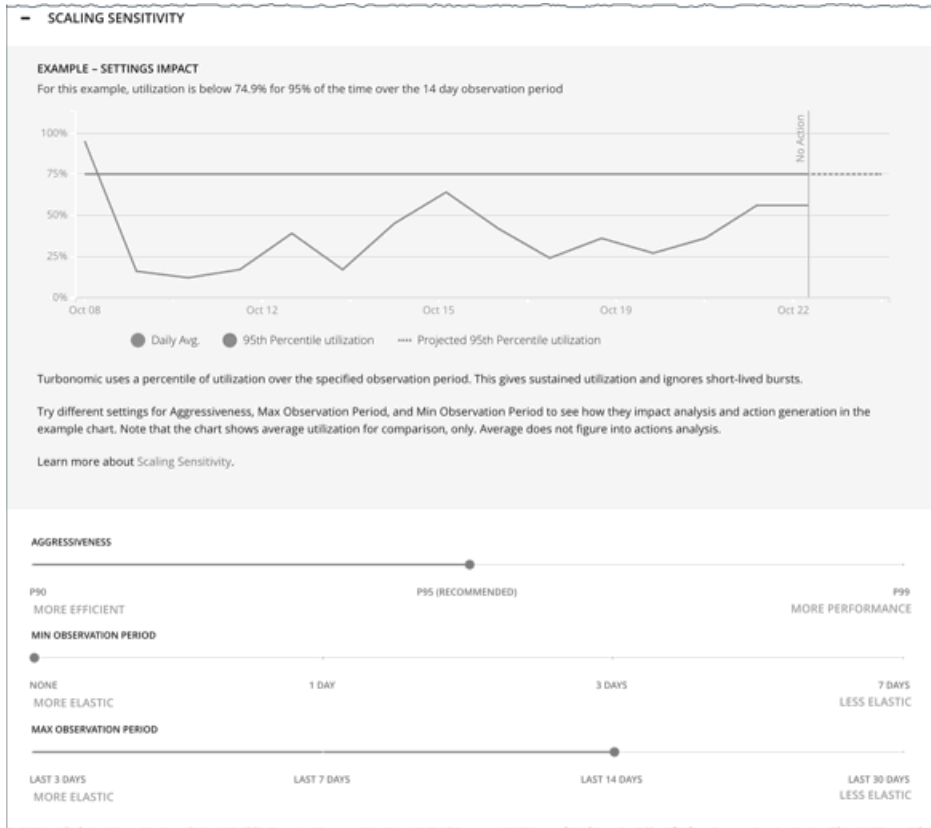 − SCALING SENSITIVITY
EXAMPLE – SETTINGS IMPACT
For this example, utilization is below 74.9% for 95% of the time over the 14 day observation period
100%
75%
50%
25%
0%
No Action
Oct 08 Oct 12 Oct 15 Oct 19 Oct 22
Daily Avg. 95th Percentile utilization Projected 95th Percentile utilization
Turbonomic uses a percentile of utilization over the specified observation period. This gives sustained utilization and ignores short-lived bursts.
Try different settings for Aggressiveness, Max Observation Period, and Min Observation Period to see how they impact analysis and action generation in the
example chart. Note that the chart shows average utilization for comparison, only. Average does not figure into actions analysis.
Learn more about Scaling Sensitivity.
AGGRESSIVENESS
P90 P95 (RECOMMENDED) P99
MORE EFFICIENT MORE PERFORMANCE
MIN OBSERVATION PERIOD
NONE 1 DAY 3 DAYS 7 DAYS
MORE ELASTIC LESS ELASTIC
MAX OBSERVATION PERIOD
LAST 3 DAYS LAST 7 DAYS LAST 14 DAYS LAST 30 DAYS
MORE ELASTIC LESS ELASTIC